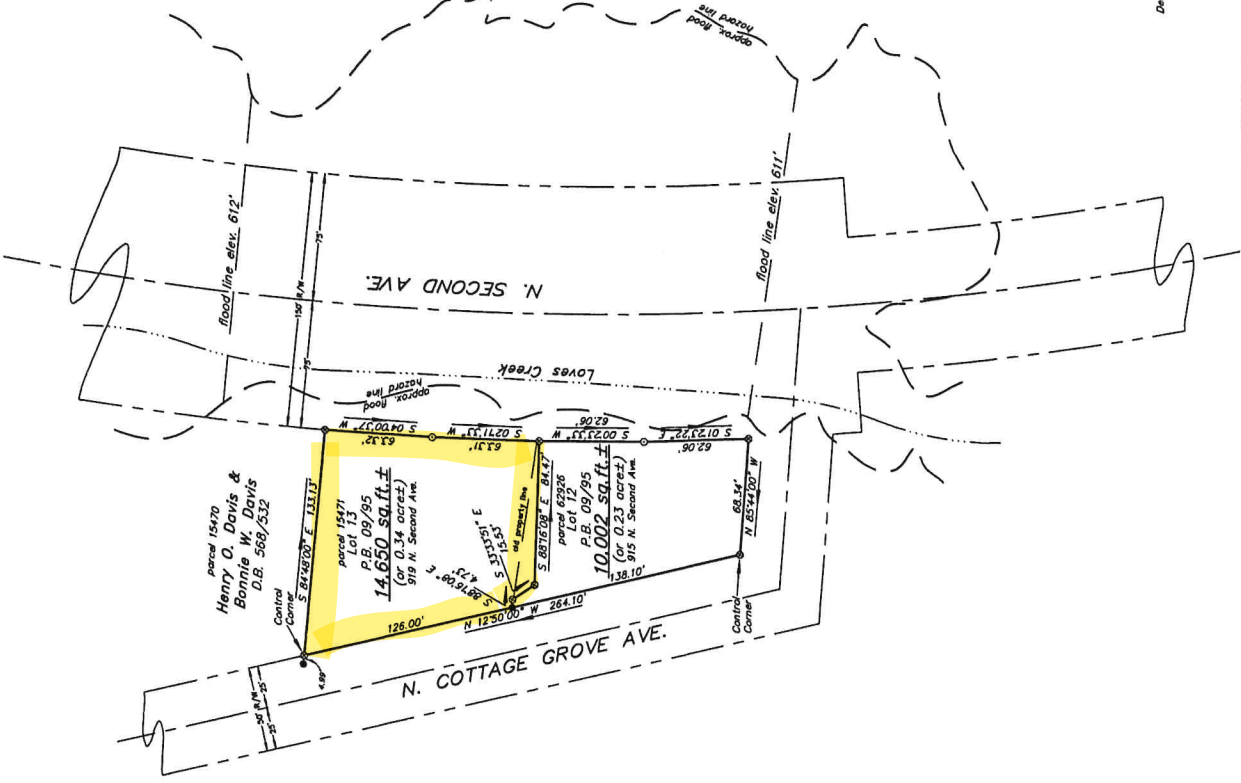 approx. flood
hazard line
De
flood line elev. 612'
150' R/W
75'
75'
N. SECOND AVE.
flood line elev. 611'
Loves Creek
approx. flood
hazard line
parcel 15470
Henry O. Davis &
Bonnie W. Davis
D.B. 568/532
Control
Corner
S 84°48'00" E 133.13'
S 04°00'37" W
63.32'
S 02°11'33" W
63.31'
S 00°23'33" W
62.06'
S 01°23'22" E
62.06'
parcel 15471
Lot 13
P.B. 09/95
14,650 sq.ft.±
(or 0.34 acre±)
919 N. Second Ave.
S 88°16'08" E
4.73'
S 33°33'51" E
15.53'
old property line
S 88°16'08" E 84.47'
parcel 62926
Lot 12
P.B. 09/95
10,002 sq.ft.±
(or 0.23 acre±)
915 N. Second Ave.
68.34'
N 85°44'00" W
126.00'
N 12°50'00" W 264.10'
138.10'
Control
Corner
4.99'
50' R/W
25'
25'
N. COTTAGE GROVE AVE.